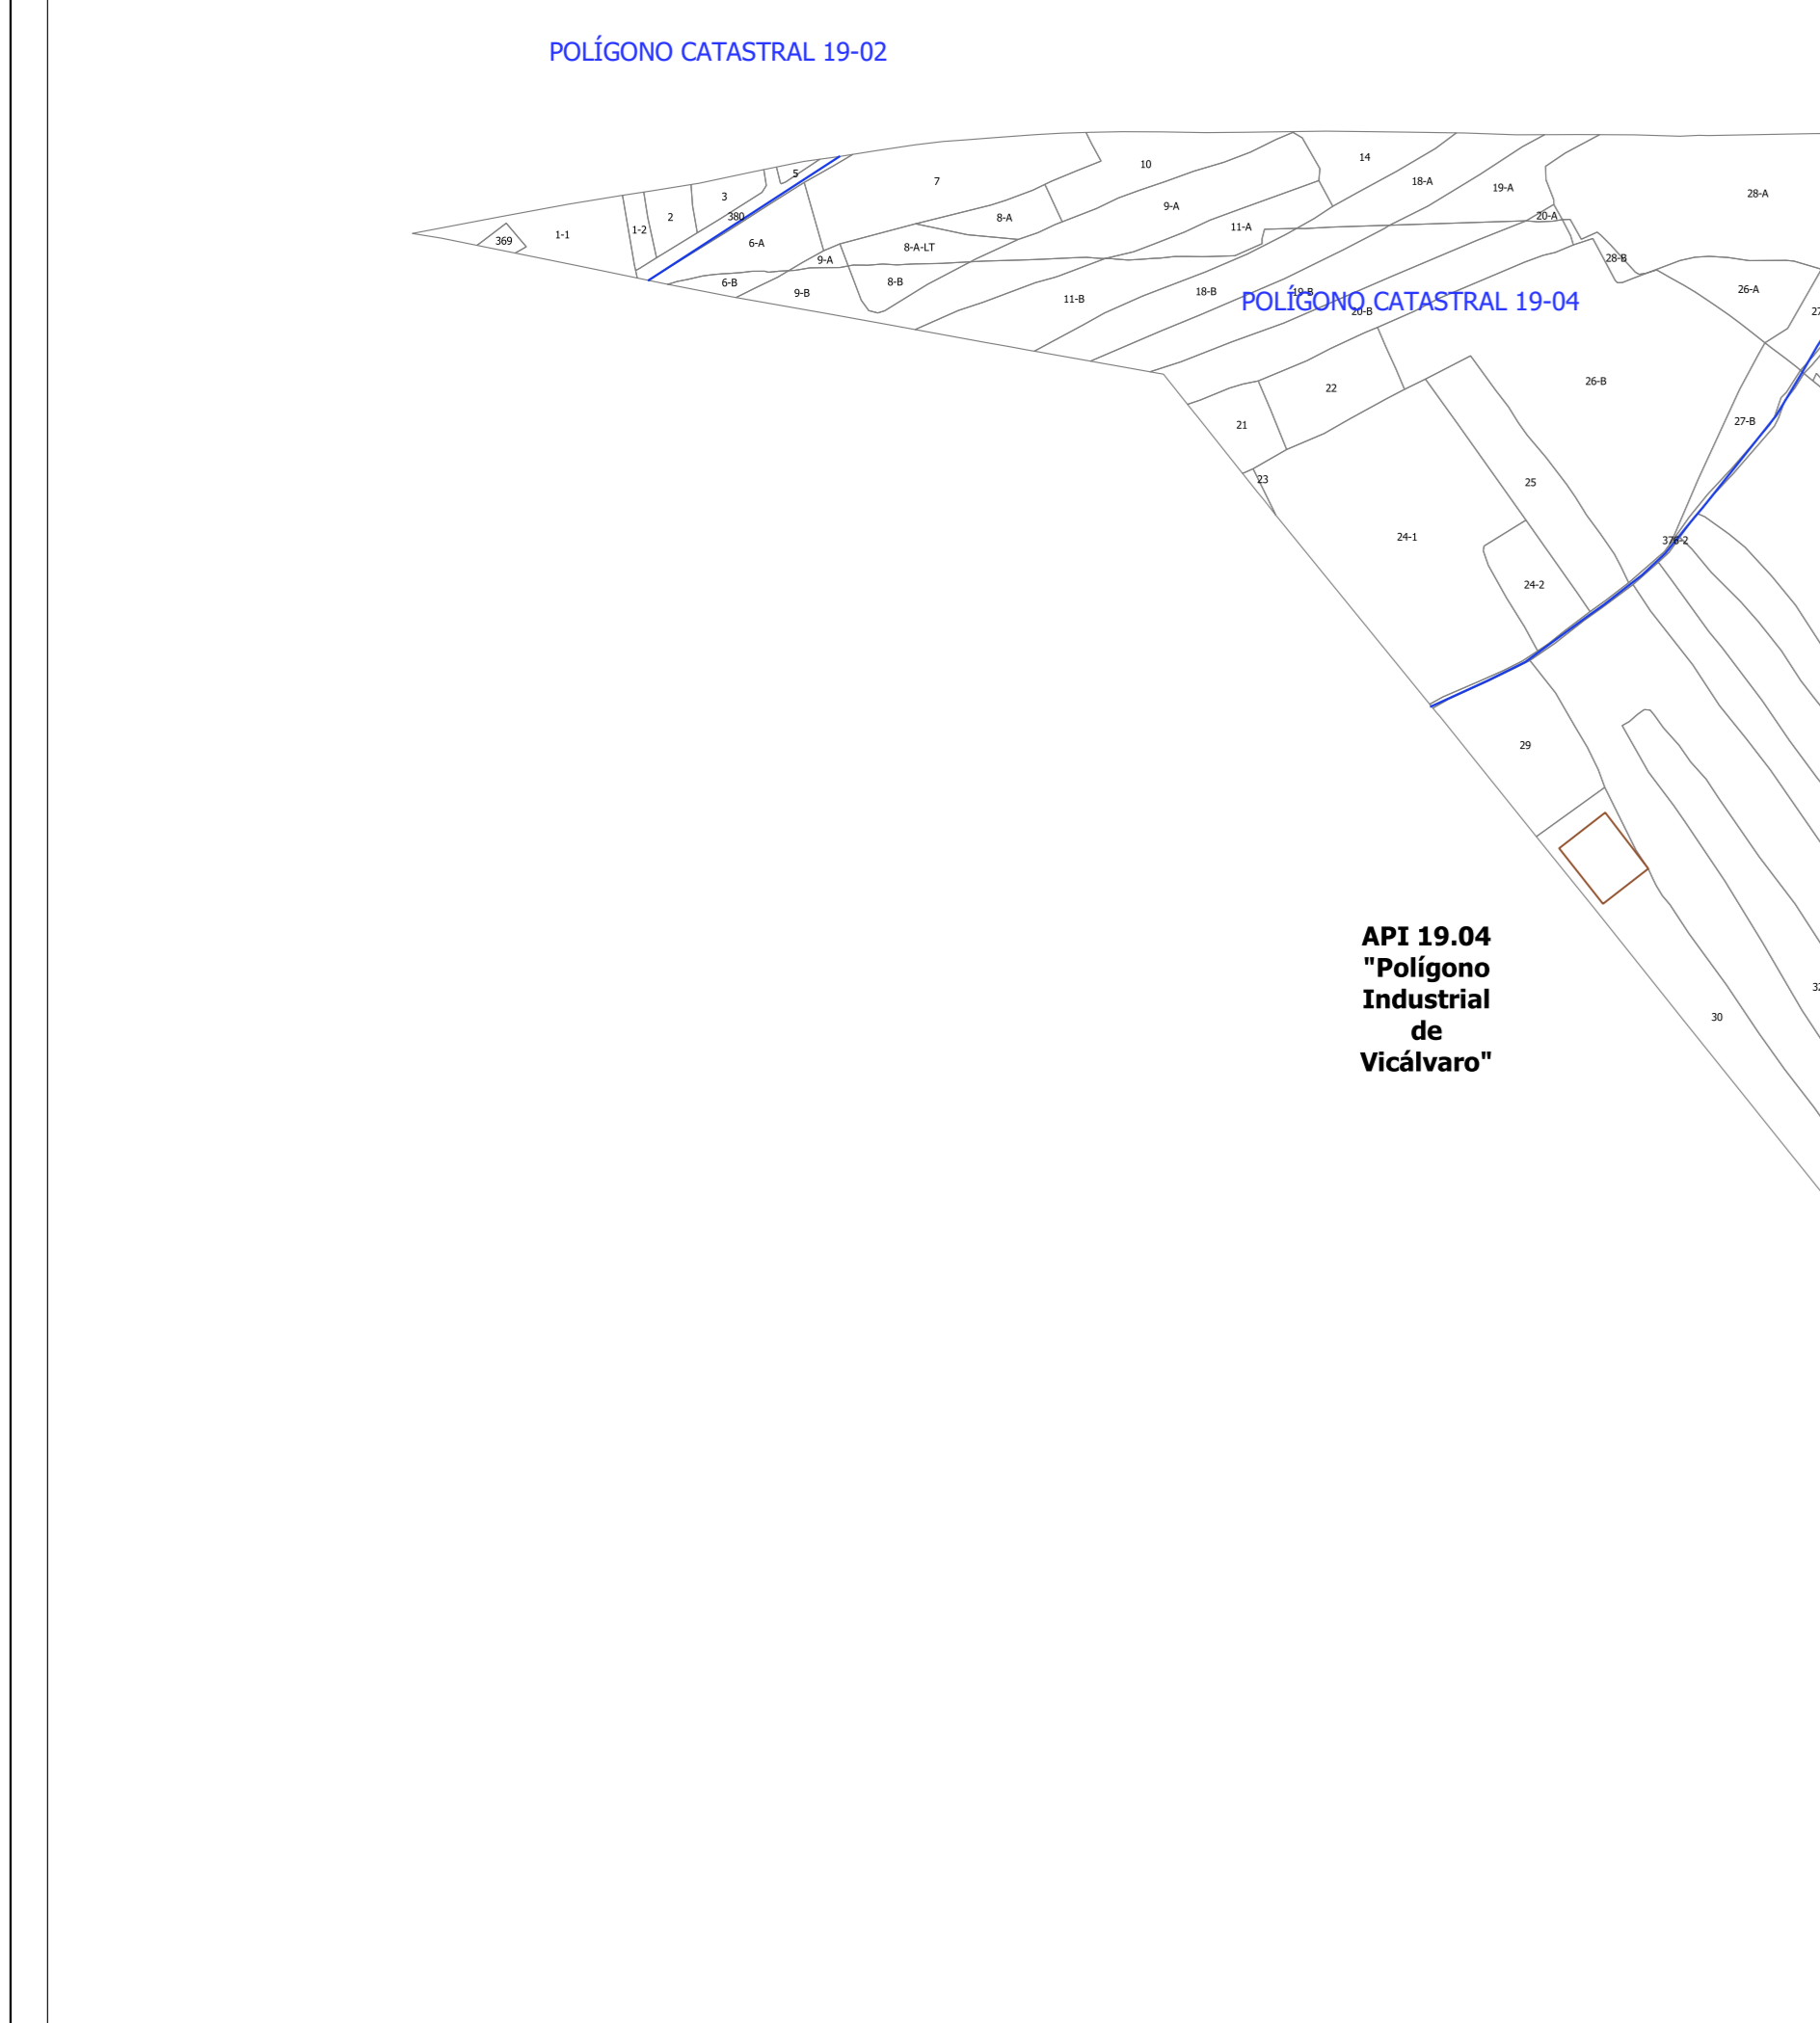 POLÍGONO CATASTRAL 19-02
10
14
5
7
18-A
3
19-A
28-A
2
380
8-A
9-A
20-A
1-2
11-A
369
1-1
6-A
8-A-LT
9-A
28-B
6-B
8-B
26-A
9-B
11-B
18-B
19-B
POLÍGONO CATASTRAL 19-04
20-B
26-B
22
27-B
21
23
25
24-1
24-2
29
API 19.04
"Polígono
Industrial
de
Vicálvaro"
30